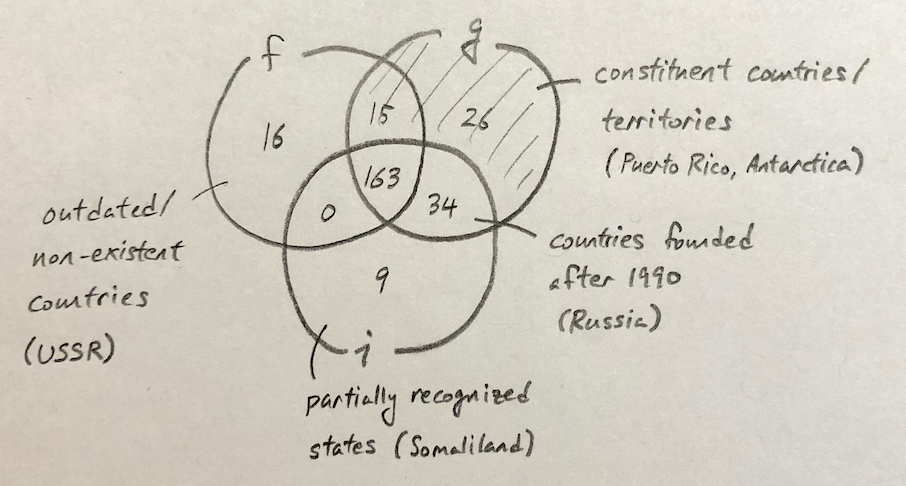 f
g
constituent countries/
territories
(Puerto Rico, Antarctica)
16
15
26
163
0
34
9
outdated/
non-existent
countries
(USSR)
countries founded
after 1990
(Russia)
i
partially recognized
states (Somaliland)